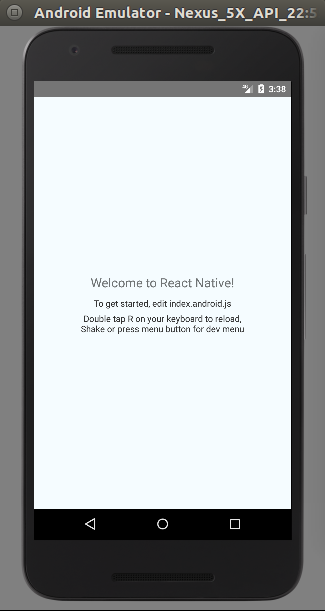 Android Emulator - Nexus_5X_API_22:5
3:38
Welcome to React Native!
To get started, edit index.android.js
Double tap R on your keyboard to reload,
Shake or press menu button for dev menu